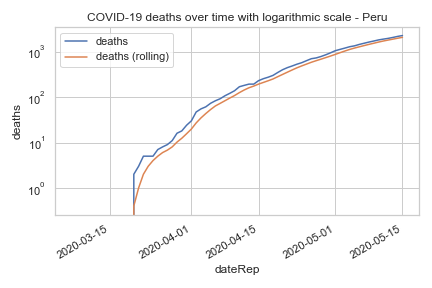 COVID-19 deaths over time with logarithmic scale - Peru
deaths
deaths (rolling)
10³
10²
10¹
10⁰
deaths
2020-03-15
2020-04-01
2020-04-15
2020-05-01
2020-05-15
dateRep